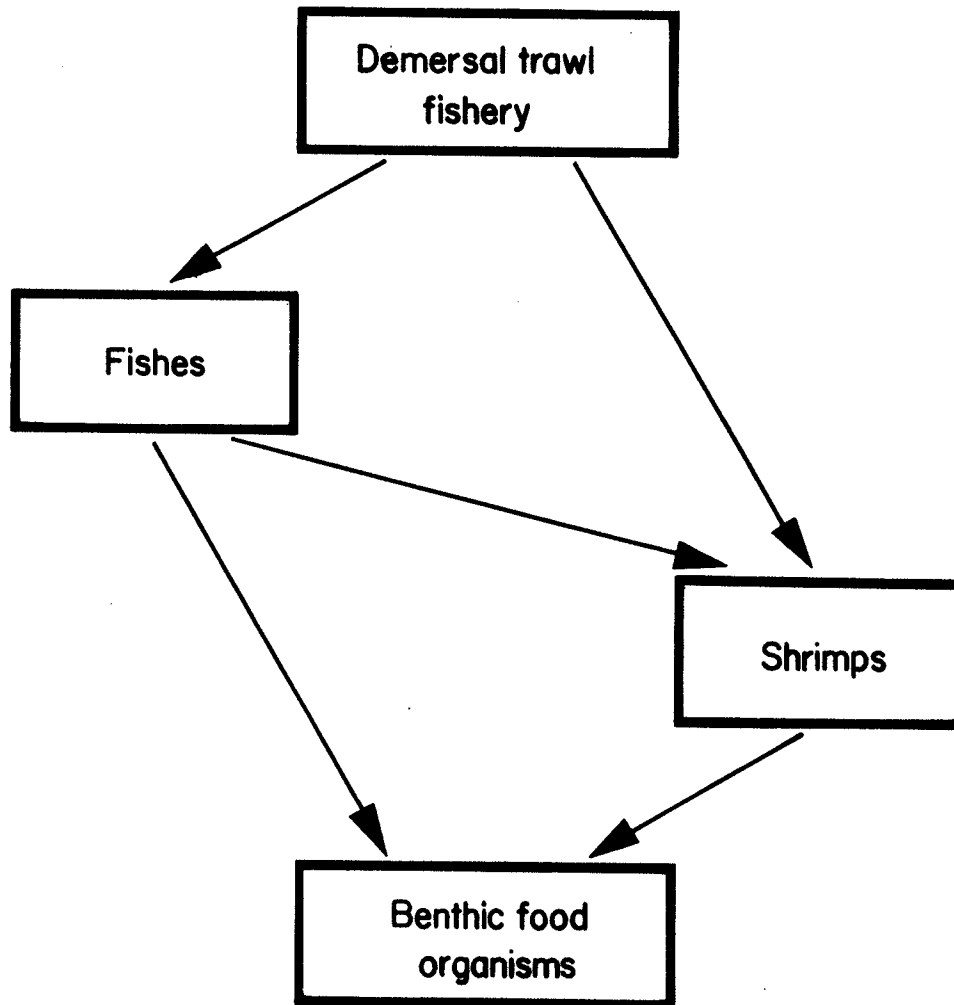 Demersal trawl
fishery
Fishes
Shrimps
Benthic food
organisms